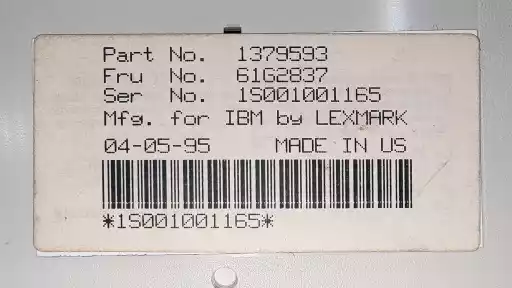 Part No. 1379593
Fru No. 61G2837
Ser No. 1S001001165
Mfg. for IBM by LEXMARK
04-05-95 MADE IN US
*1S001001165*